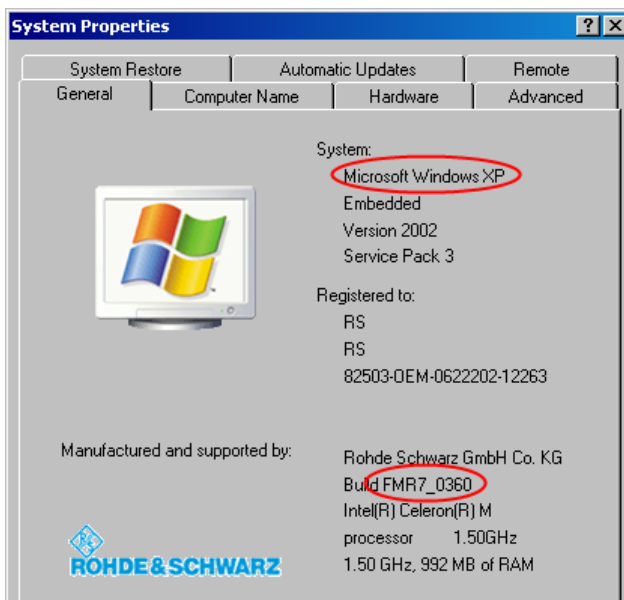 System Properties
System Restore
Automatic Updates
Remote
General
Computer Name
Hardware
Advanced
System:
Microsoft Windows XP
Embedded
Version 2002
Service Pack 3
Registered to:
RS
RS
82503-OEM-0622202-12263
Manufactured and supported by:
Rohde Schwarz GmbH Co. KG
Build FMR7_0360
Intel(R) Celeron(R) M
processor 1.50GHz
1.50 GHz, 992 MB of RAM
ROHDE & SCHWARZ